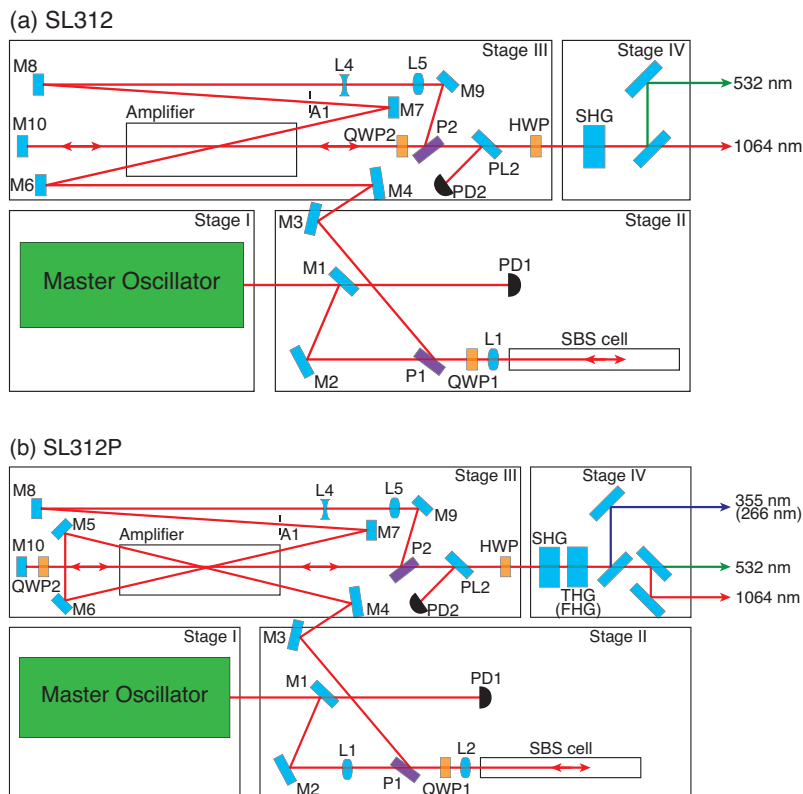 (a) SL312
Stage III
Stage IV
M8
L4
L5
M9
532 nm
A1
M7
Amplifier
M10
QWP2
P2
HWP
SHG
1064 nm
PL2
M6
M4
PD2
M3
Stage I
Stage II
Master Oscillator
M1
PD1
L1
SBS cell
M2
P1
QWP1
(b) SL312P
Stage III
Stage IV
M8
L4
L5
M9
355 nm
(266 nm)
M5
Amplifier
A1
M7
M10
QWP2
P2
HWP
SHG
532 nm
PL2
THG
(FHG)
M6
M4
PD2
1064 nm
M3
Stage I
Stage II
Master Oscillator
M1
PD1
L1
L2
SBS cell
M2
P1
QWP1